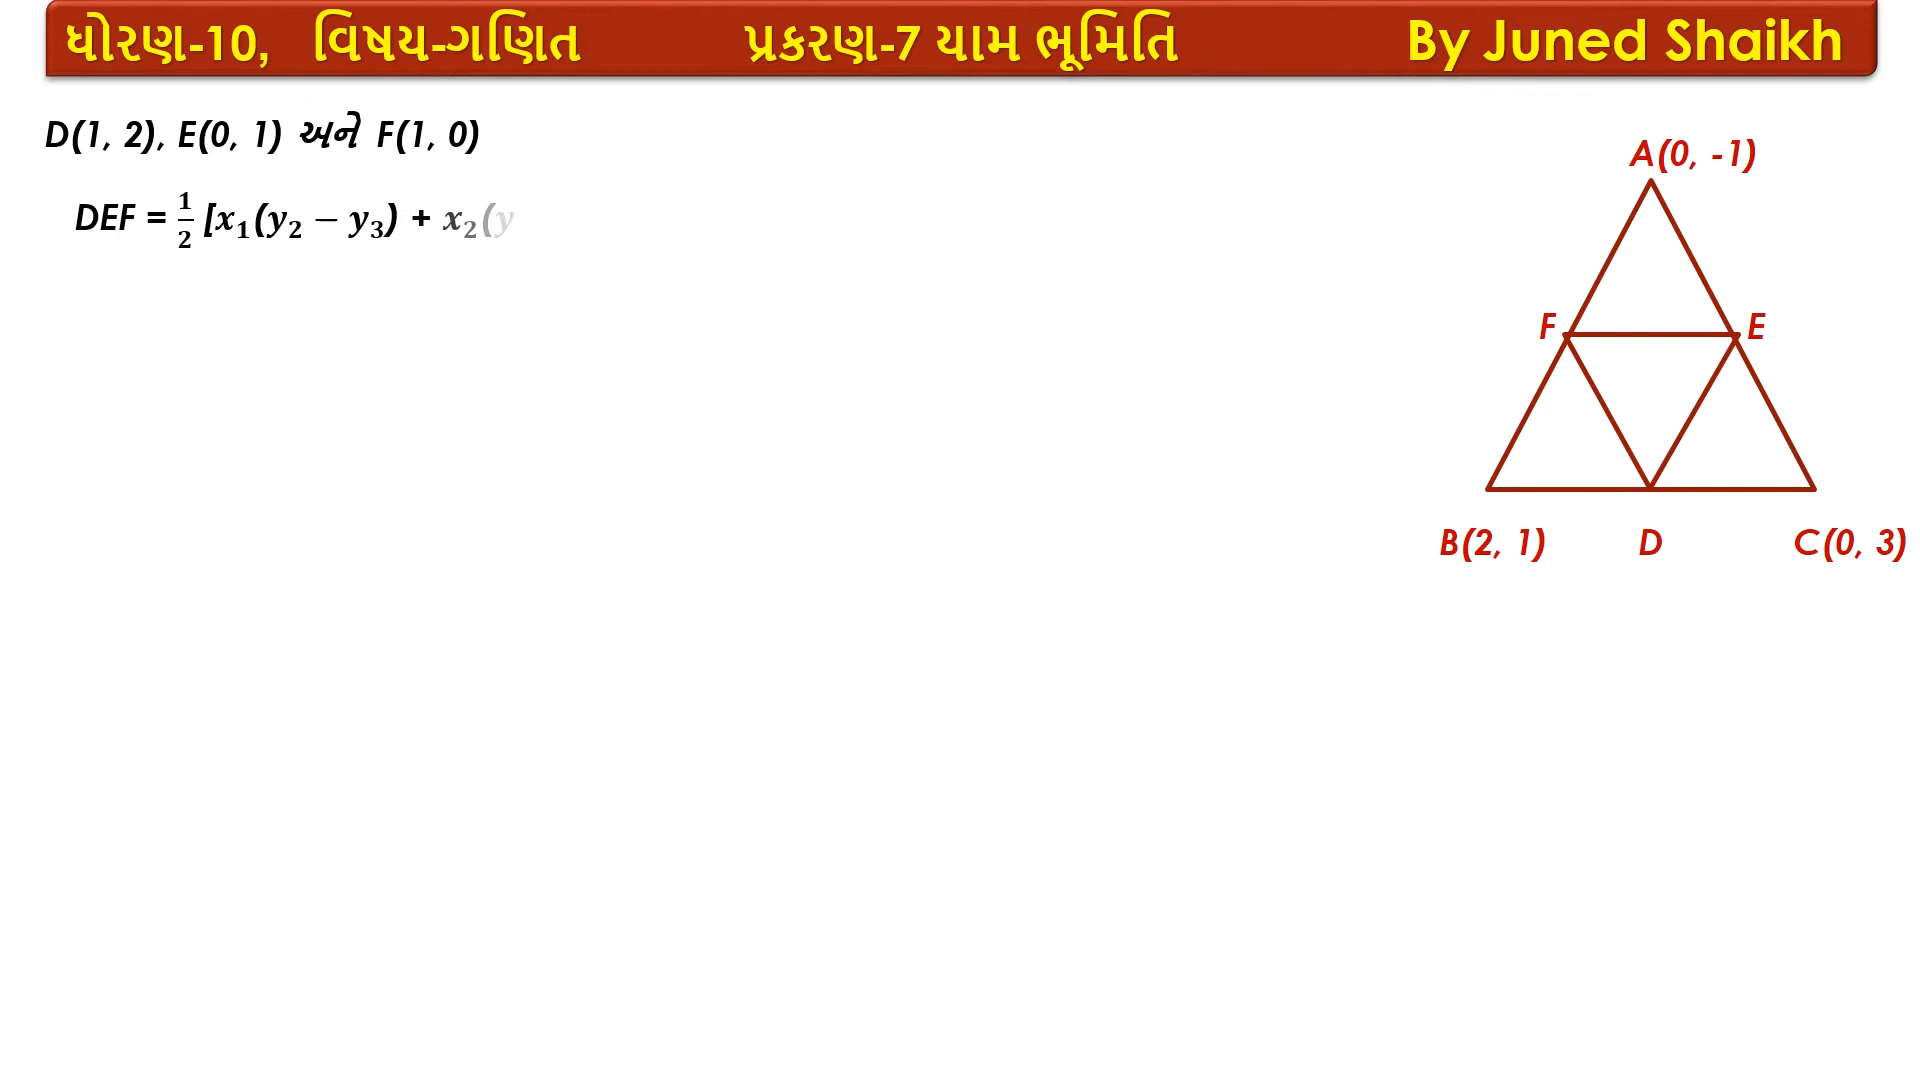 ધોરણ-10, વિષય-ગણિત પ્રકરણ-7 યામ ભૂમિતિ By Juned Shaikh
D(1, 2), E(0, 1) અને F(1, 0)
DEF = 1/2 [x₁(y₂ − y₃) + x₂(y
A(0, -1)
F E
B(2, 1) D C(0, 3)